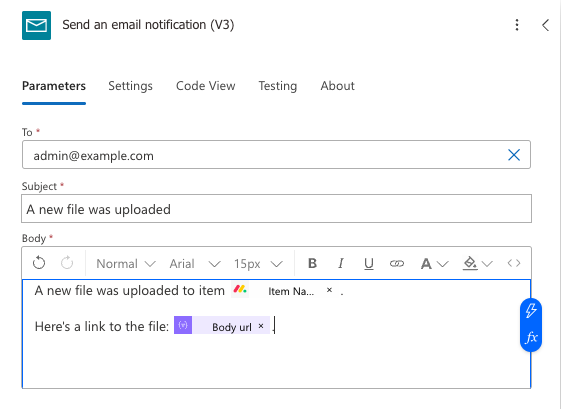 Send an email notification (V3)
Parameters Settings Code View Testing About
To *
admin@example.com
Subject *
A new file was uploaded
Body *
Normal Arial 15px B I U A
A new file was uploaded to item Item Na... × .
Here's a link to the file: Body url × .
fx